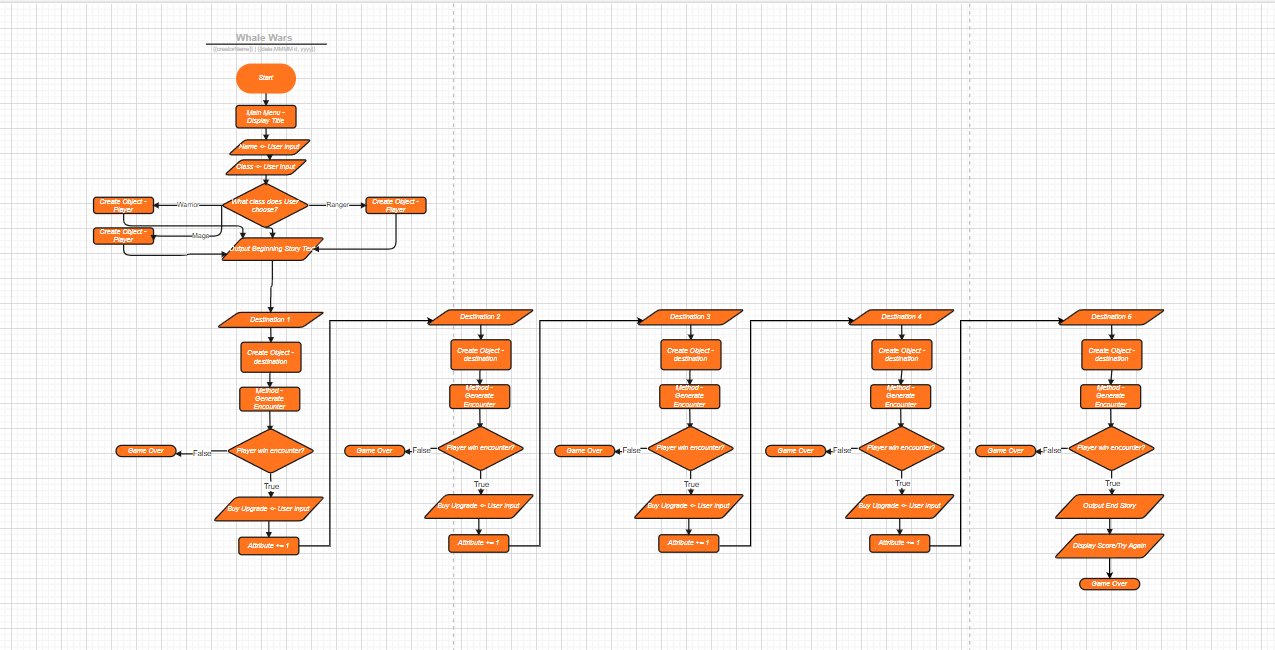 Whale Wars
{{creatorName}} | {{date:MMMM d, yyyy}}
Start
Main Menu -
Display Title
Name <- User Input
Class <- User Input
What class does User
choose?
Warrior
Ranger
Mage
Create Object -
Player
Create Object -
Player
Create Object -
Player
Output Beginning Story Tex
Destination 1
Create Object -
destination
Method -
Generate
Encounter
Player win encounter?
False
Game Over
True
Buy Upgrade <- User Input
Attribute += 1
Destination 2
Create Object -
destination
Method -
Generate
Encounter
Player win encounter?
False
Game Over
True
Buy Upgrade <- User Input
Attribute += 1
Destination 3
Create Object -
destination
Method -
Generate
Encounter
Player win encounter?
False
Game Over
True
Buy Upgrade <- User Input
Attribute += 1
Destination 4
Create Object -
destination
Method -
Generate
Encounter
Player win encounter?
False
Game Over
True
Buy Upgrade <- User Input
Attribute += 1
Destination 5
Create Object -
destination
Method -
Generate
Encounter
Player win encounter?
False
Game Over
True
Output End Story
Display Score/Try Again
Game Over